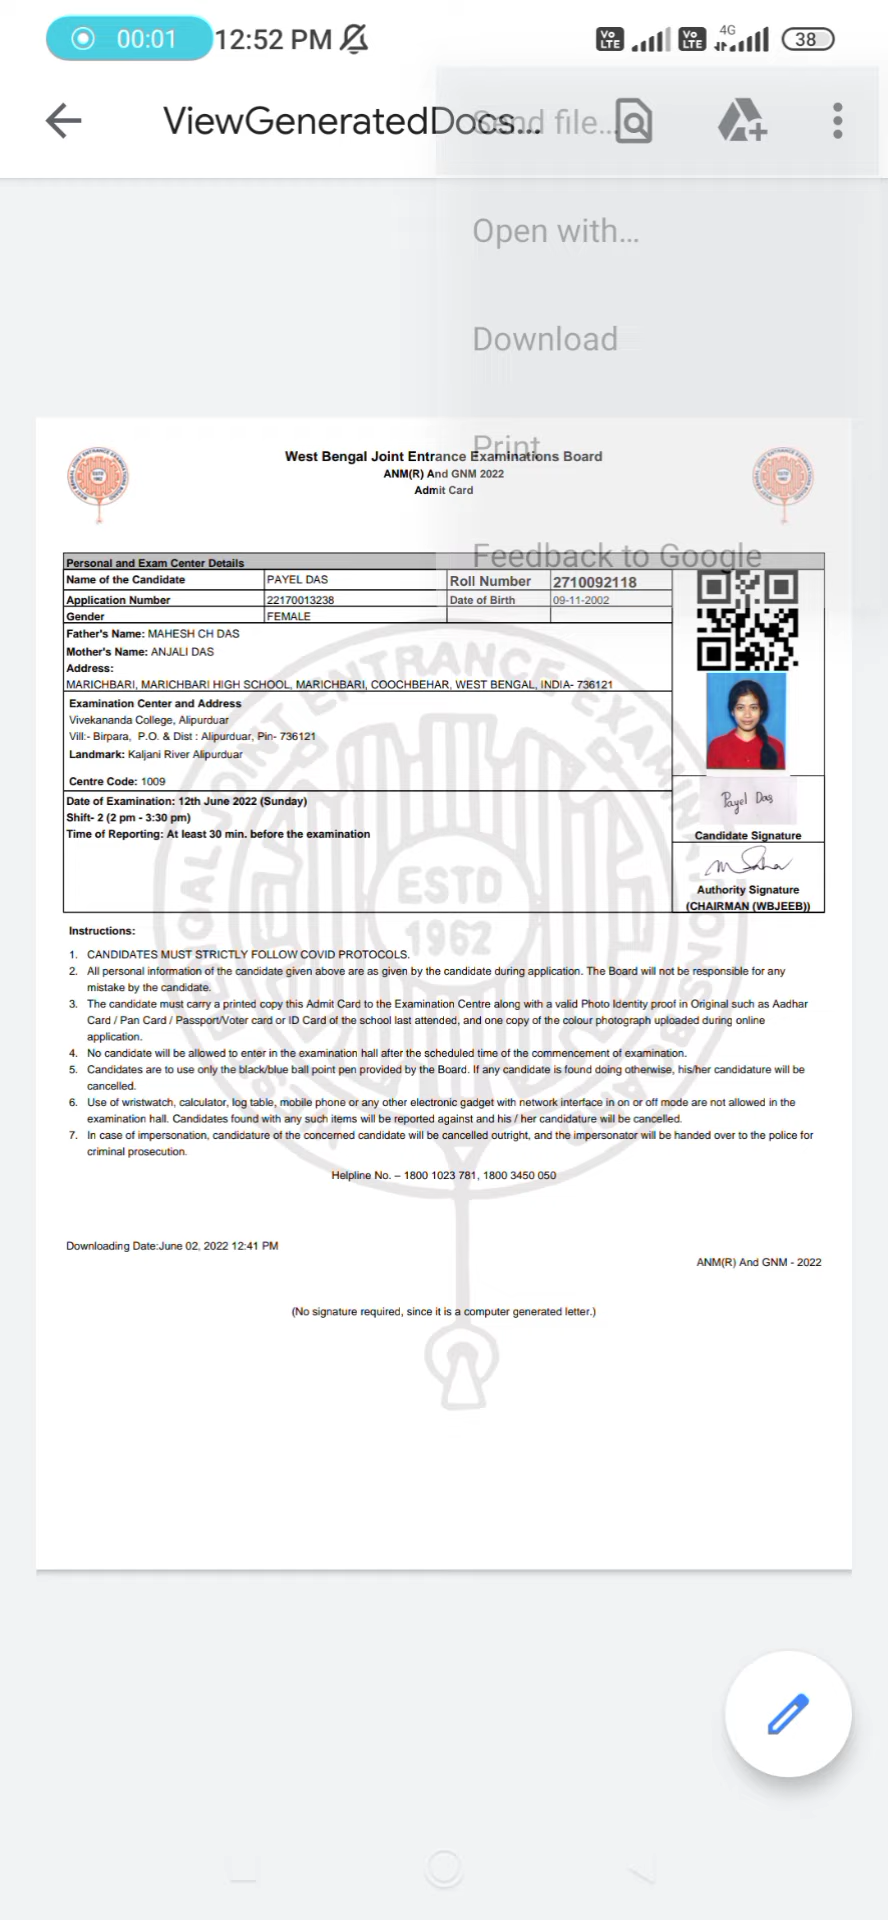 00:01 12:52 PM Vo LTE Vo LTE 4G 38
ViewGeneratedDocs...
Send file...
Open with...
Download
Print
West Bengal Joint Entrance Examinations Board
ANM(R) And GNM 2022
Admit Card
Feedback to Google
Personal and Exam Center Details
Name of the Candidate PAYEL DAS Roll Number 2710092118
Application Number 22170013238 Date of Birth 09-11-2002
Gender FEMALE
Father's Name: MAHESH CH DAS
Mother's Name: ANJALI DAS
Address:
MARICHBARI, MARICHBARI HIGH SCHOOL, MARICHBARI, COOCHBEHAR, WEST BENGAL, INDIA- 736121
Examination Center and Address
Vivekananda College, Alipurduar
Vill:- Birpara, P.O. & Dist : Alipurduar, Pin- 736121
Landmark: Kaljani River Alipurduar
Centre Code: 1009
Date of Examination: 12th June 2022 (Sunday)
Shift- 2 (2 pm - 3:30 pm)
Time of Reporting: At least 30 min. before the examination
Payel Das
Candidate Signature
Authority Signature
(CHAIRMAN (WBJEEB))
ESTD
1962
Instructions:
1. CANDIDATES MUST STRICTLY FOLLOW COVID PROTOCOLS.
2. All personal information of the candidate given above are as given by the candidate during application. The Board will not be responsible for any
mistake by the candidate.
3. The candidate must carry a printed copy this Admit Card to the Examination Centre along with a valid Photo Identity proof in Original such as Aadhar
Card / Pan Card / Passport/Voter card or ID Card of the school last attended, and one copy of the colour photograph uploaded during online
application.
4. No candidate will be allowed to enter in the examination hall after the scheduled time of the commencement of examination.
5. Candidates are to use only the black/blue ball point pen provided by the Board. If any candidate is found doing otherwise, his/her candidature will be
cancelled.
6. Use of wristwatch, calculator, log table, mobile phone or any other electronic gadget with network interface in on or off mode are not allowed in the
examination hall. Candidates found with any such items will be reported against and his / her candidature will be cancelled.
7. In case of impersonation, candidature of the concerned candidate will be cancelled outright, and the impersonator will be handed over to the police for
criminal prosecution.
Helpline No. – 1800 1023 781, 1800 3450 050
Downloading Date:June 02, 2022 12:41 PM
ANM(R) And GNM - 2022
(No signature required, since it is a computer generated letter.)